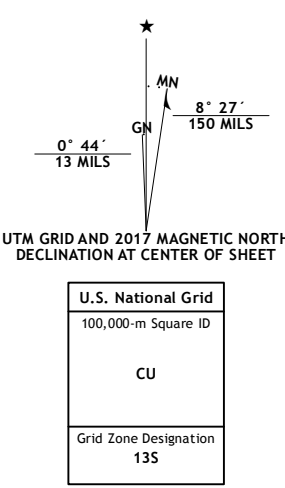 ★
MN
GN
8° 27´
150 MILS
0° 44´
13 MILS
UTM GRID AND 2017 MAGNETIC NORTH
DECLINATION AT CENTER OF SHEET
U.S. National Grid
100,000-m Square ID
CU
Grid Zone Designation
13S